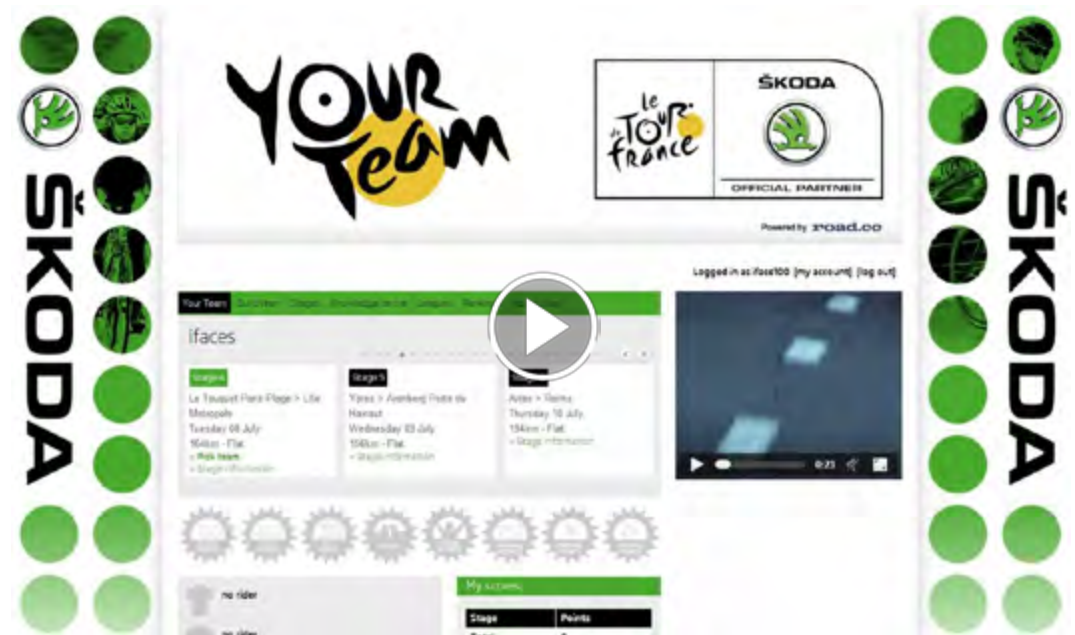 YOUR
Team
le
TOUR
de
france
ŠKODA
OFFICIAL PARTNER
Powered by road.cc
ŠKODA
ŠKODA
Logged in as iface100 [my account] [log out]
Your Team
ifaces
Stage 4
Le Touquet-Paris-Plage > Lille
Métropole
Tuesday 08 July
164km - Flat
» Pick team
» Stage information
Stage 5
Ypres > Arenberg Porte du
Hainaut
Wednesday 09 July
- Flat
» Stage information
> Reims
Thursday 10 July
194km - Flat
» Stage information
0:23
no rider
My scores
Stage Points
no rider